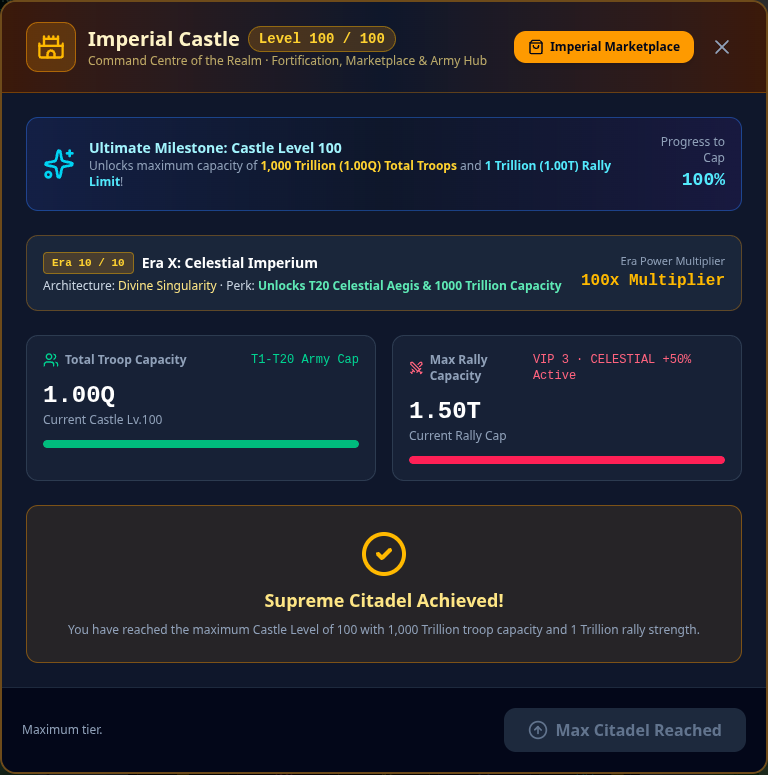 Imperial Castle
Level 100 / 100
Command Centre of the Realm · Fortification, Marketplace & Army Hub
Imperial Marketplace
Ultimate Milestone: Castle Level 100
Unlocks maximum capacity of 1,000 Trillion (1.00Q) Total Troops and 1 Trillion (1.00T) Rally
Limit!
Progress to
Cap
100%
Era 10 / 10
Era X: Celestial Imperium
Architecture: Divine Singularity · Perk: Unlocks T20 Celestial Aegis & 1000 Trillion Capacity
Era Power Multiplier
100x Multiplier
Total Troop Capacity
T1-T20 Army Cap
1.00Q
Current Castle Lv.100
Max Rally
Capacity
VIP 3 · CELESTIAL +50%
Active
1.50T
Current Rally Cap
Supreme Citadel Achieved!
You have reached the maximum Castle Level of 100 with 1,000 Trillion troop capacity and 1 Trillion rally strength.
Maximum tier.
Max Citadel Reached